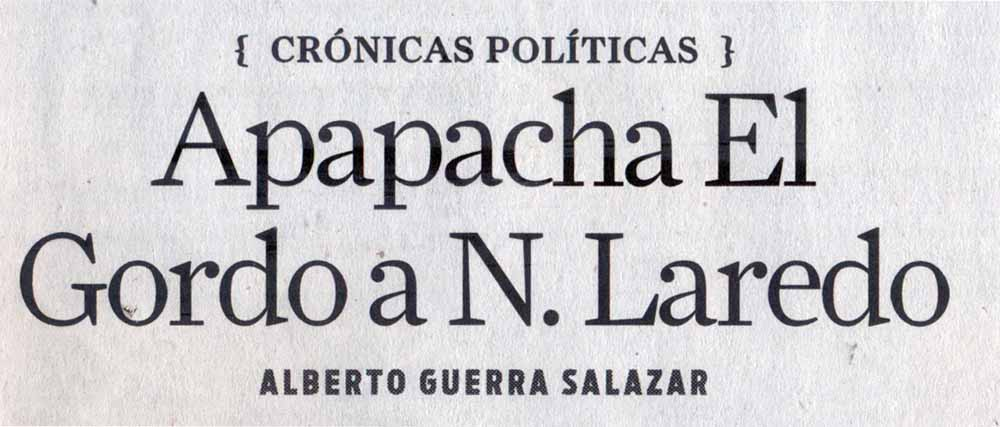 { CRÓNICAS POLÍTICAS }
Apapacha El
Gordo a N. Laredo
ALBERTO GUERRA SALAZAR